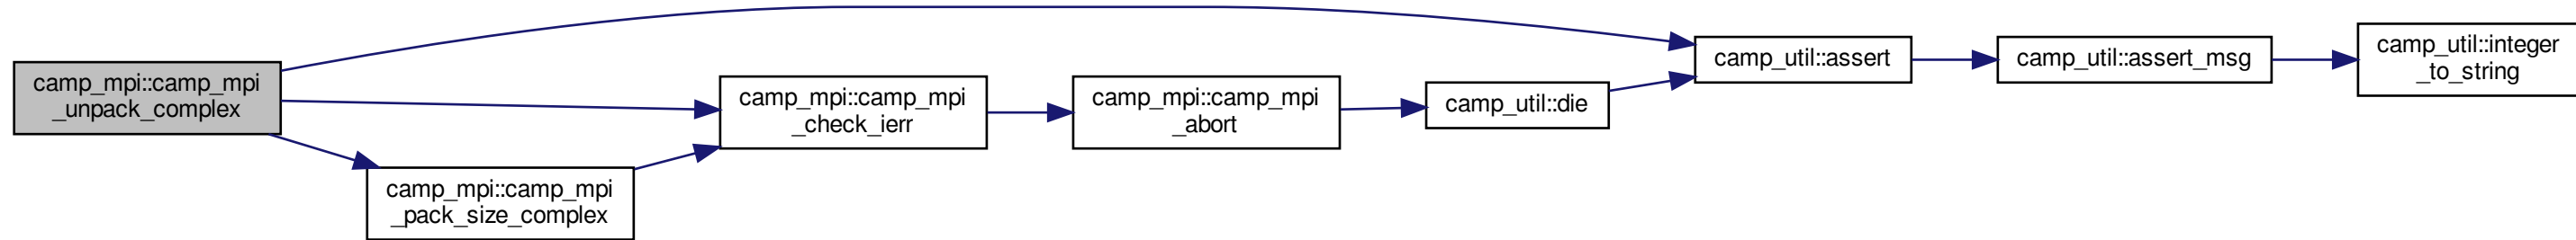 camp_mpi::camp_mpi
_unpack_complex
camp_mpi::camp_mpi
_check_ierr
camp_mpi::camp_mpi
_pack_size_complex
camp_mpi::camp_mpi
_abort
camp_util::die
camp_util::assert
camp_util::assert_msg
camp_util::integer
_to_string